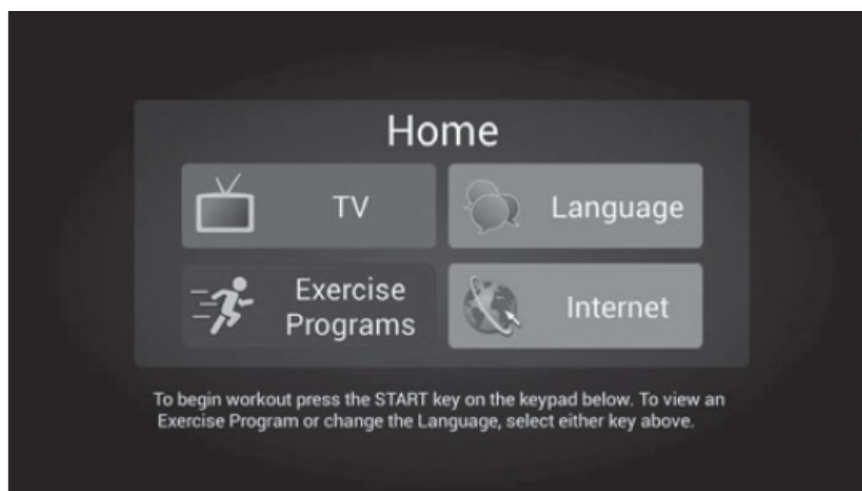 Home
TV
Language
Exercise
Programs
Internet
To begin workout press the START key on the keypad below. To view an
Exercise Program or change the Language, select either key above.